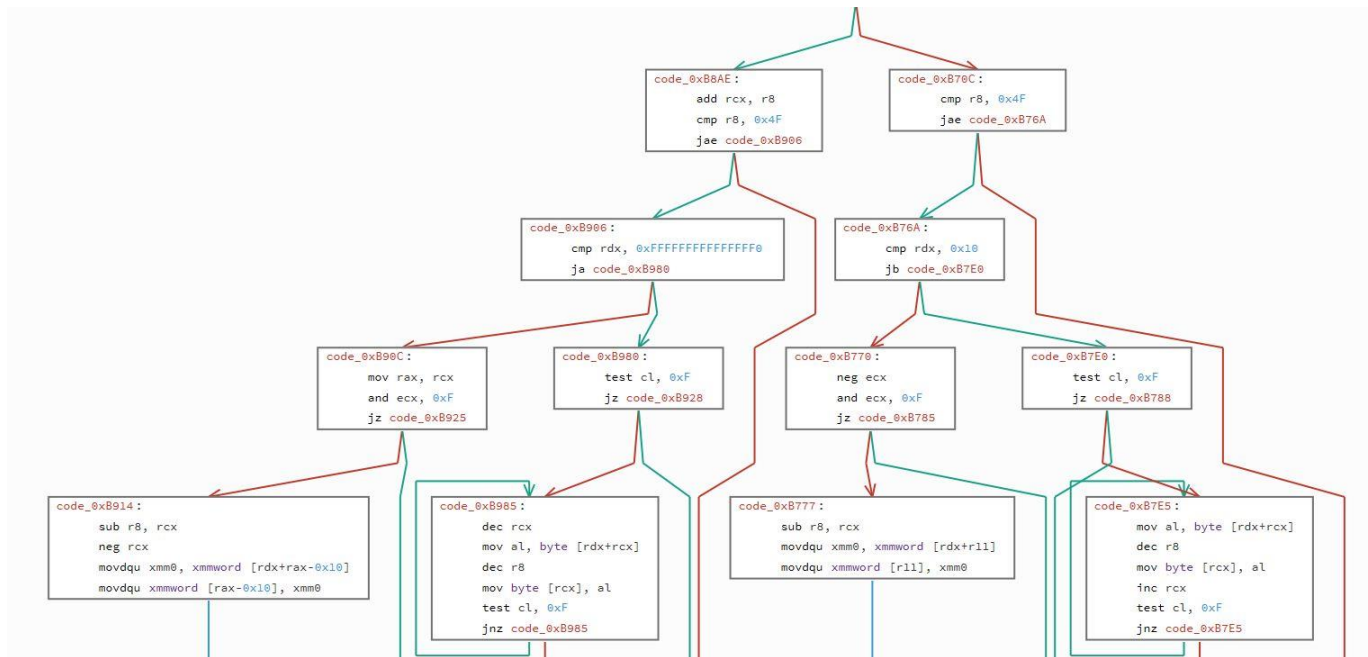 code_0xB8AE:
add rcx, r8
cmp r8, 0x4F
jae code_0xB906
code_0xB70C:
cmp r8, 0x4F
jae code_0xB76A
code_0xB906:
cmp rdx, 0xFFFFFFFFFFFFFFF0
ja code_0xB980
code_0xB76A:
cmp rdx, 0x10
jb code_0xB7E0
code_0xB90C:
mov rax, rcx
and ecx, 0xF
jz code_0xB925
code_0xB980:
test cl, 0xF
jz code_0xB928
code_0xB770:
neg ecx
and ecx, 0xF
jz code_0xB785
code_0xB7E0:
test cl, 0xF
jz code_0xB788
code_0xB914:
sub r8, rcx
neg rcx
movdqu xmm0, xmmword [rdx+rax-0x10]
movdqu xmmword [rax-0x10], xmm0
code_0xB985:
dec rcx
mov al, byte [rdx+rcx]
dec r8
mov byte [rcx], al
test cl, 0xF
jnz code_0xB985
code_0xB777:
sub r8, rcx
movdqu xmm0, xmmword [rdx+r11]
movdqu xmmword [r11], xmm0
code_0xB7E5:
mov al, byte [rdx+rcx]
dec r8
mov byte [rcx], al
inc rcx
test cl, 0xF
jnz code_0xB7E5